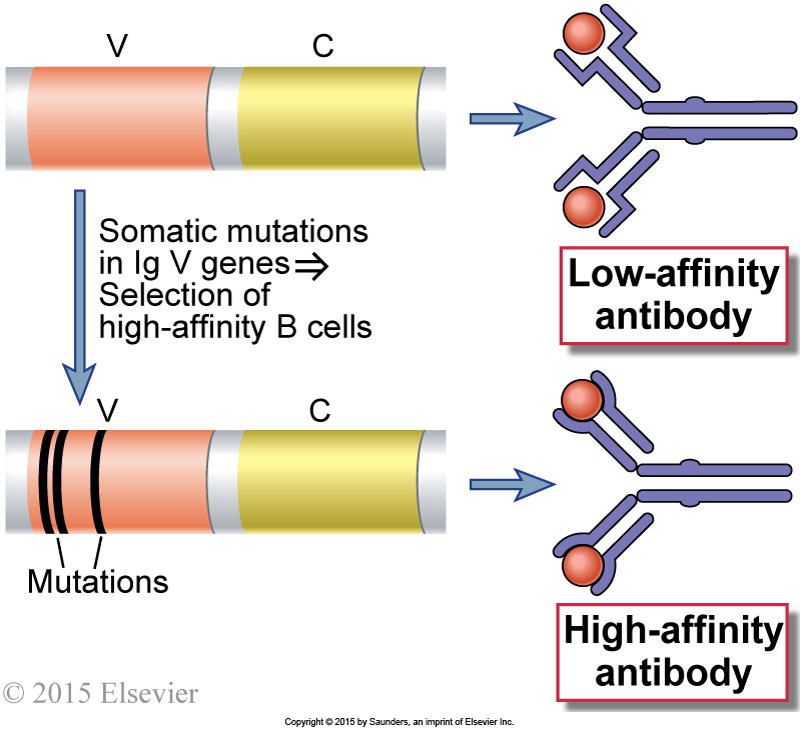 V
C
Somatic mutations
in Ig V genes⇒
Selection of
high-affinity B cells
Low-affinity
antibody
V
C
Mutations
High-affinity
antibody
© 2015 Elsevier
Copyright © 2015 by Saunders, an imprint of Elsevier Inc.